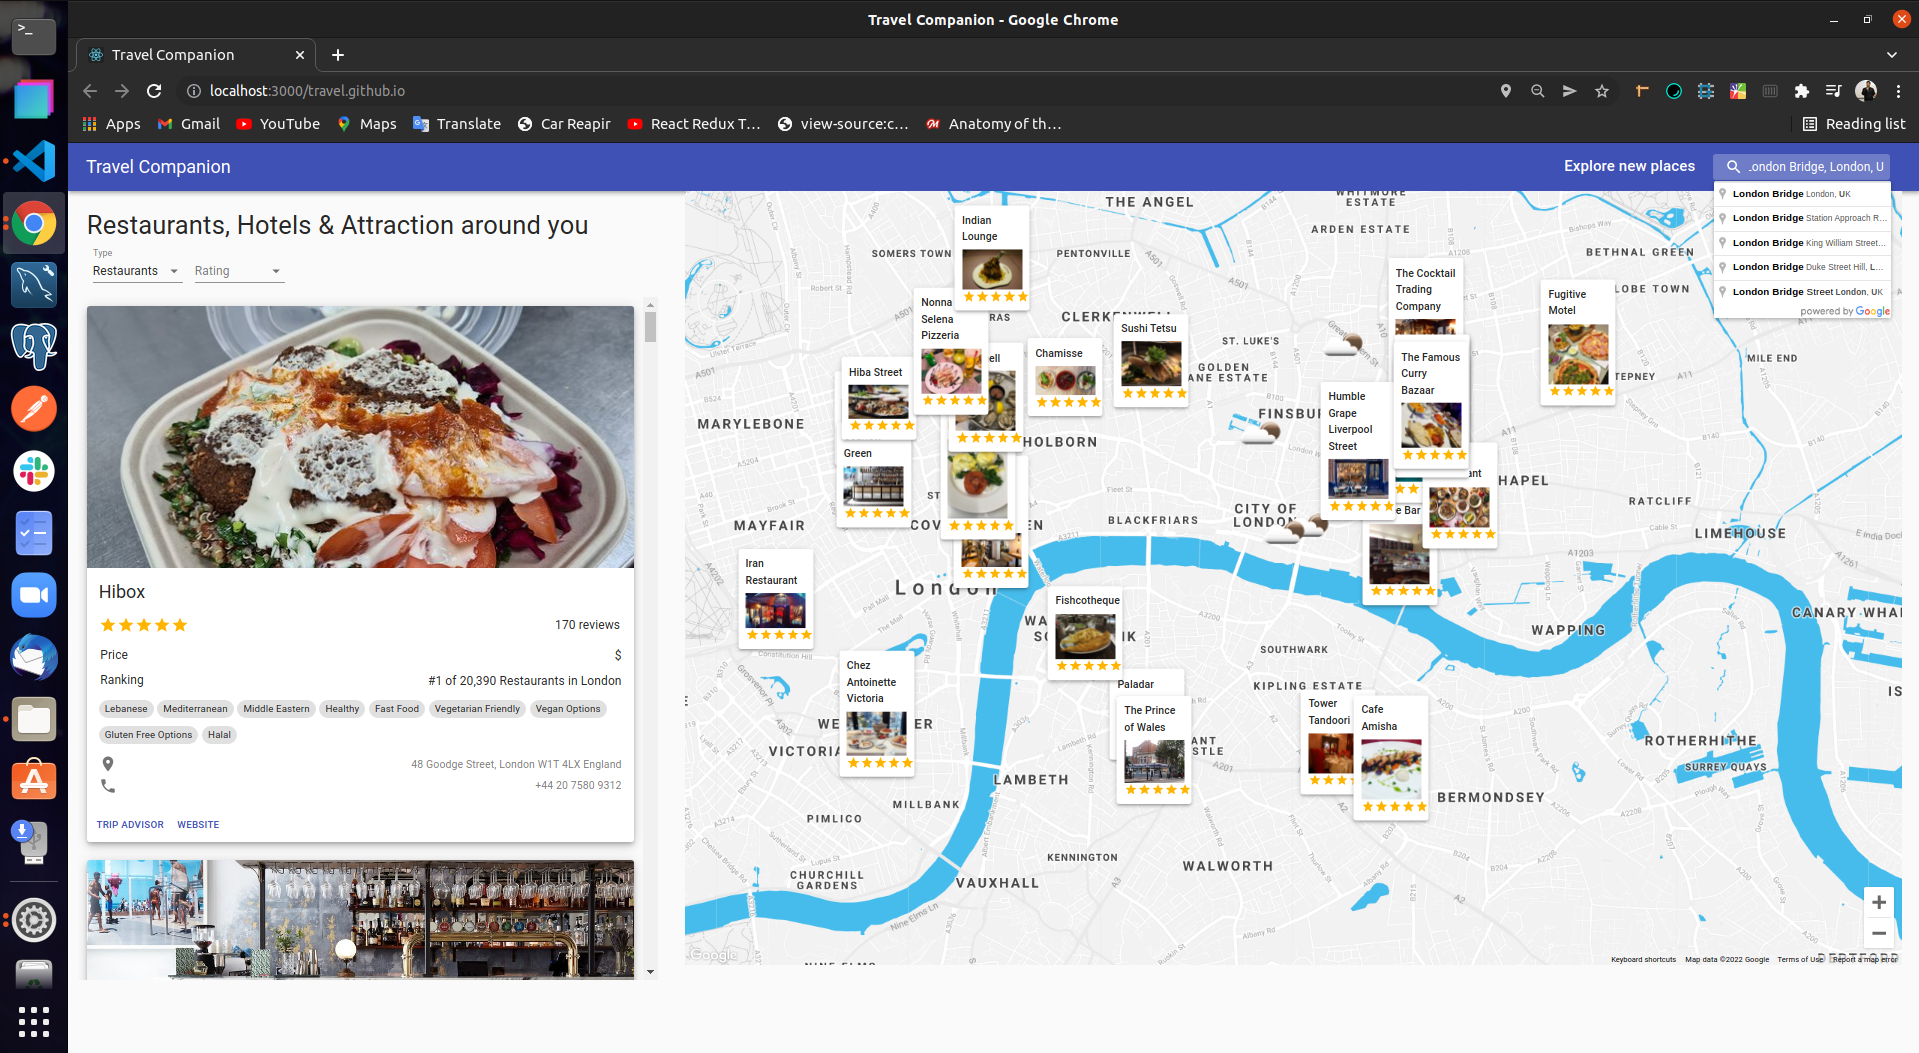 Travel Companion - Google Chrome
Travel Companion
localhost:3000/travel.github.io
Apps
Gmail
YouTube
Maps
Translate
Car Reapir
React Redux T...
view-source:c...
Anatomy of th...
Reading list
Travel Companion
Explore new places
London Bridge, London, U
London Bridge London, UK
London Bridge Station Approach R...
London Bridge King William Street...
London Bridge Duke Street Hill, L...
London Bridge Street London, UK
powered by Google
Restaurants, Hotels & Attraction around you
Type
Restaurants
Rating
Hibox
170 reviews
Price
$
Ranking
#1 of 20,390 Restaurants in London
Lebanese
Mediterranean
Middle Eastern
Healthy
Fast Food
Vegetarian Friendly
Vegan Options
Gluten Free Options
Halal
48 Goodge Street, London W1T 4LX England
+44 20 7580 9312
TRIP ADVISOR
WEBSITE
THE ANGEL
WHITMORE
ESTATE
ARDEN ESTATE
BETHNAL GREEN
SOMERS TOWN
PENTONVILLE
Indian
Lounge
Nonna
Selena
Pizzeria
CLERKENWELL
Sushi Tetsu
ST. LUKE'S
GOLDEN
LANE ESTATE
The Cocktail
Trading
Company
Fugitive
Motel
GLOBE TOWN
MILE END
STEPNEY
Hiba Street
Chamisse
The Famous
Curry
Bazaar
Humble
Grape
Liverpool
Street
FINSBU
MARYLEBONE
HOLBORN
Green
HAPEL
RATCLIFF
MAYFAIR
BLACKFRIARS
CITY OF
LONDON
e Bar
LIMEHOUSE
Iran
Restaurant
London
Fishcotheque
WAPPING
CANARY WHA
SOUTHWARK
Chez
Antoinette
Victoria
Paladar
The Prince
of Wales
KIPLING ESTATE
Tower
Tandoori
Cafe
Amisha
VICTORIA
LAMBETH
MILLBANK
PIMLICO
BERMONDSEY
ROTHERHITHE
SURREY QUAYS
KENNINGTON
WALWORTH
CHURCHILL
GARDENS
VAUXHALL
NINE ELMS
DEPTFORD
Google
Keyboard shortcuts
Map data ©2022 Google
Terms of Use
Report a map error